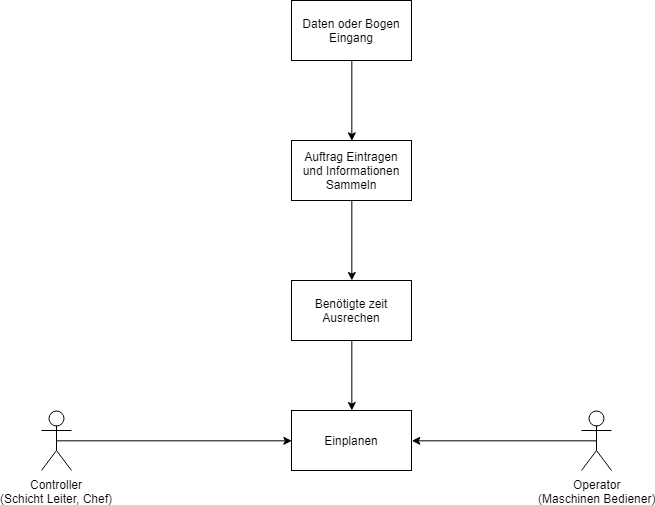 Daten oder Bogen
Eingang
Auftrag Eintragen
und Informationen
Sammeln
Benötigte zeit
Ausrechen
Einplanen
Controller
(Schicht Leiter, Chef)
Operator
(Maschinen Bediener)